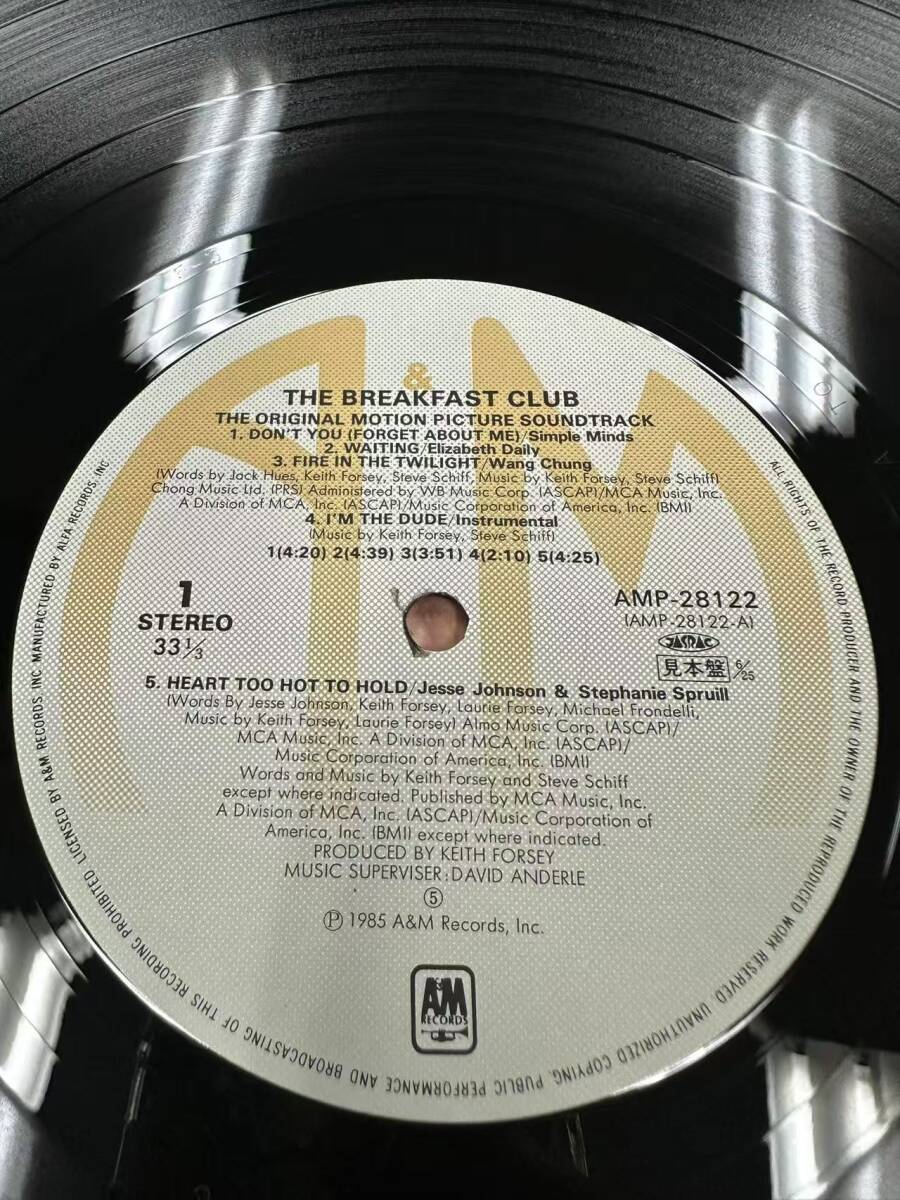 &
THE BREAKFAST CLUB
THE ORIGINAL MOTION PICTURE SOUNDTRACK
1. DON'T YOU (FORGET ABOUT ME)/Simple Minds
2. WAITING/Elizabeth Daily
3. FIRE IN THE TWILIGHT/Wang Chung
(Words by Jack Hues, Keith Forsey, Steve Schiff, Music by Keith Forsey, Steve Schiff)
Chong Music Ltd. (PRS) Administered by WB Music Corp. (ASCAP)/MCA Music, Inc.
A Division of MCA, Inc. (ASCAP)/Music Corporation of America, Inc. (BMI)
4. I'M THE DUDE/Instrumental
(Music by Keith Forsey, Steve Schiff)
1(4:20) 2(4:39) 3(3:51) 4(2:10) 5(4:25)
1
STEREO
33 1/3
AMP-28122
(AMP-28122-A)
JASRAC
見本盤 6/25
5. HEART TOO HOT TO HOLD/Jesse Johnson & Stephanie Spruill
(Words By Jesse Johnson, Keith Forsey, Laurie Forsey, Michael Frondelli,
Music by Keith Forsey, Laurie Forsey) Almo Music Corp. (ASCAP)/
MCA Music, Inc. A Division of MCA, Inc. (ASCAP)/
Music Corporation of America, Inc. (BMI)
Words and Music by Keith Forsey and Steve Schiff
except where indicated. Published by MCA Music, Inc.
A Division of MCA, Inc. (ASCAP)/Music Corporation of
America, Inc. (BMI) except where indicated.
PRODUCED BY KEITH FORSEY
MUSIC SUPERVISER: DAVID ANDERLE
⑤
Ⓟ 1985 A&M Records, Inc.
A&M
RECORDS
ALL RIGHTS OF THE RECORD PRODUCER AND THE OWNER OF THE REPRODUCED WORK RESERVED. UNAUTHORIZED COPYING, PUBLIC PERFORMANCE AND BROADCASTING OF THIS RECORDING PROHIBITED. LICENSED BY A&M RECORDS, INC MANUFACTURED BY ALFA RECORDS, INC